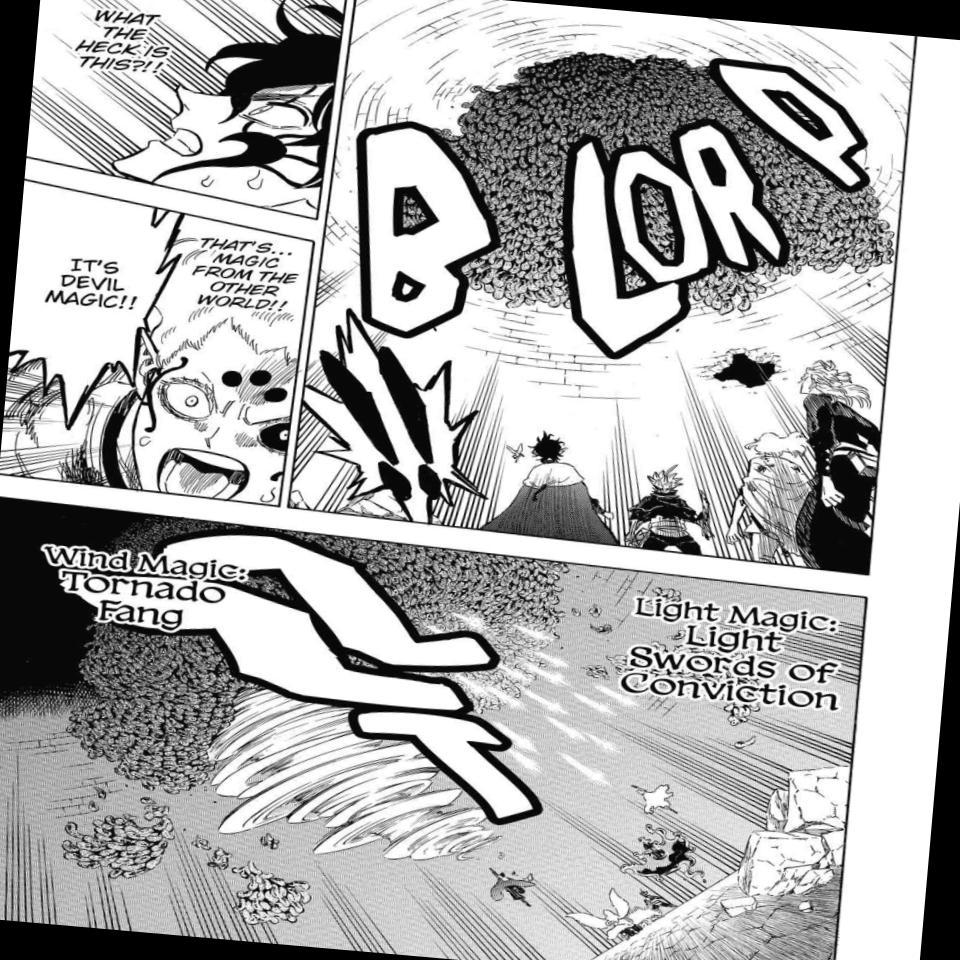 WHAT
THE
HECK IS
THIS?!!
BLORP
THAT'S...
MAGIC
FROM THE
OTHER
WORLD!!
IT'S
DEVIL
MAGIC!!
Wind Magic:
Tornado
Fang
Light Magic:
Light
Swords of
Conviction